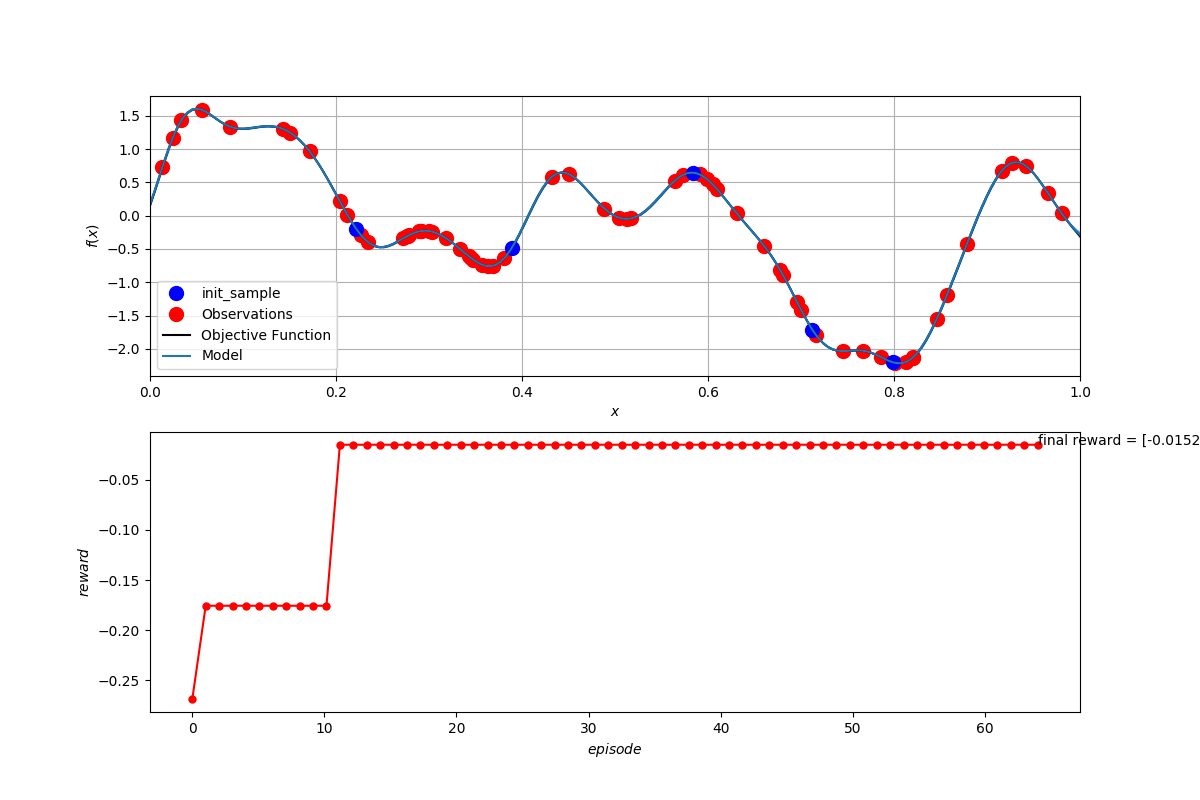 1.5
1.0
0.5
0.0
−0.5
−1.0
−1.5
−2.0
f(x)
init_sample
Observations
Objective Function
Model
0.0 0.2 0.4 0.6 0.8 1.0
x
final reward = [-0.0152
−0.05
−0.10
−0.15
−0.20
−0.25
reward
0 10 20 30 40 50 60
episode